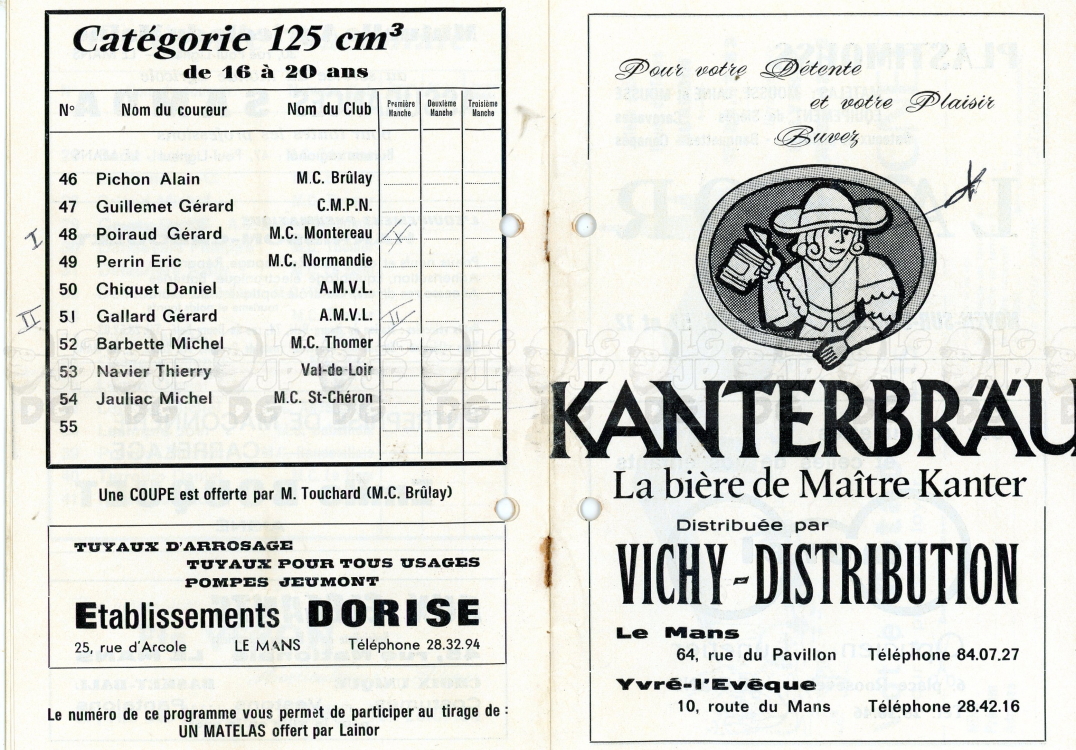 Catégorie 125 cm³
de 16 à 20 ans
N° Nom du coureur Nom du Club Première Manche Deuxième Manche Troisième Manche
46 Pichon Alain M.C. Brûlay
47 Guillemet Gérard C.M.P.N.
I 48 Poiraud Gérard M.C. Montereau
49 Perrin Eric M.C. Normandie
50 Chiquet Daniel A.M.V.L.
II 51 Gallard Gérard A.M.V.L. II
52 Barbette Michel M.C. Thomer
53 Navier Thierry Val-de-Loir
54 Jauliac Michel M.C. St-Chéron
55
Une COUPE est offerte par M. Touchard (M.C. Brûlay)
TUYAUX D'ARROSAGE
TUYAUX POUR TOUS USAGES
POMPES JEUMONT
Etablissements DORISE
25, rue d'Arcole LE MANS Téléphone 28.32.94
Le numéro de ce programme vous permet de participer au tirage de :
UN MATELAS offert par Lainor
Pour votre Détente
et votre Plaisir
Buvez
KANTERBRÄU
La bière de Maître Kanter
Distribuée par
VICHY-DISTRIBUTION
Le Mans
64, rue du Pavillon Téléphone 84.07.27
Yvré-l'Evêque
10, route du Mans Téléphone 28.42.16